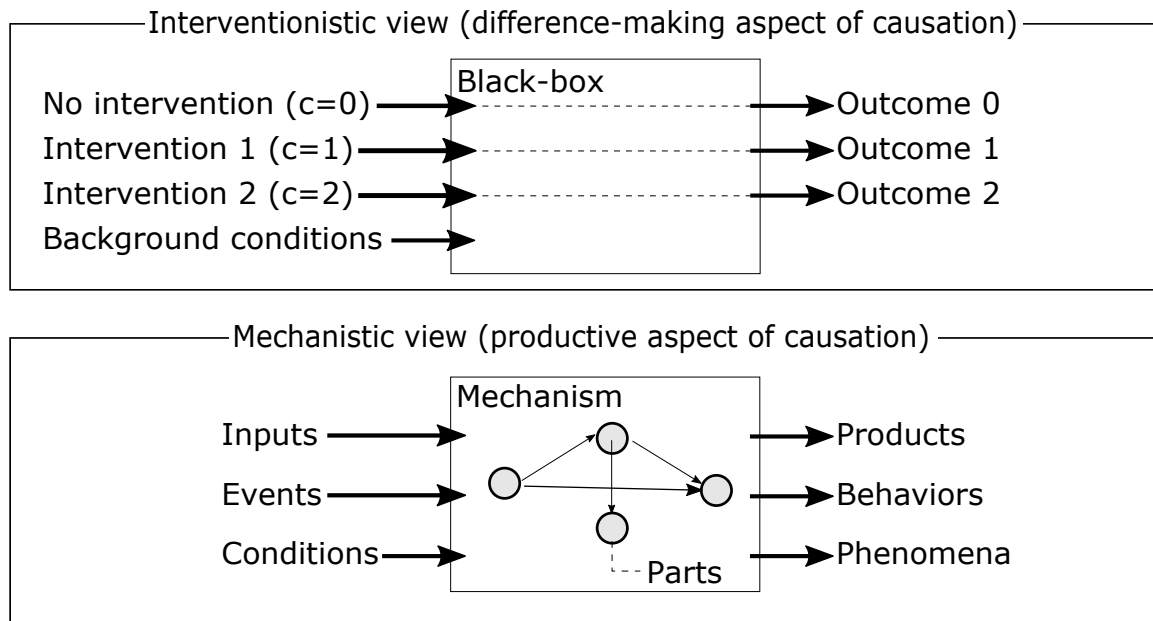 Interventionistic view (difference-making aspect of causation)
Black-box
No intervention (c=0)
Outcome 0
Intervention 1 (c=1)
Outcome 1
Intervention 2 (c=2)
Outcome 2
Background conditions
Mechanistic view (productive aspect of causation)
Mechanism
Inputs
Products
Events
Behaviors
Conditions
Phenomena
Parts